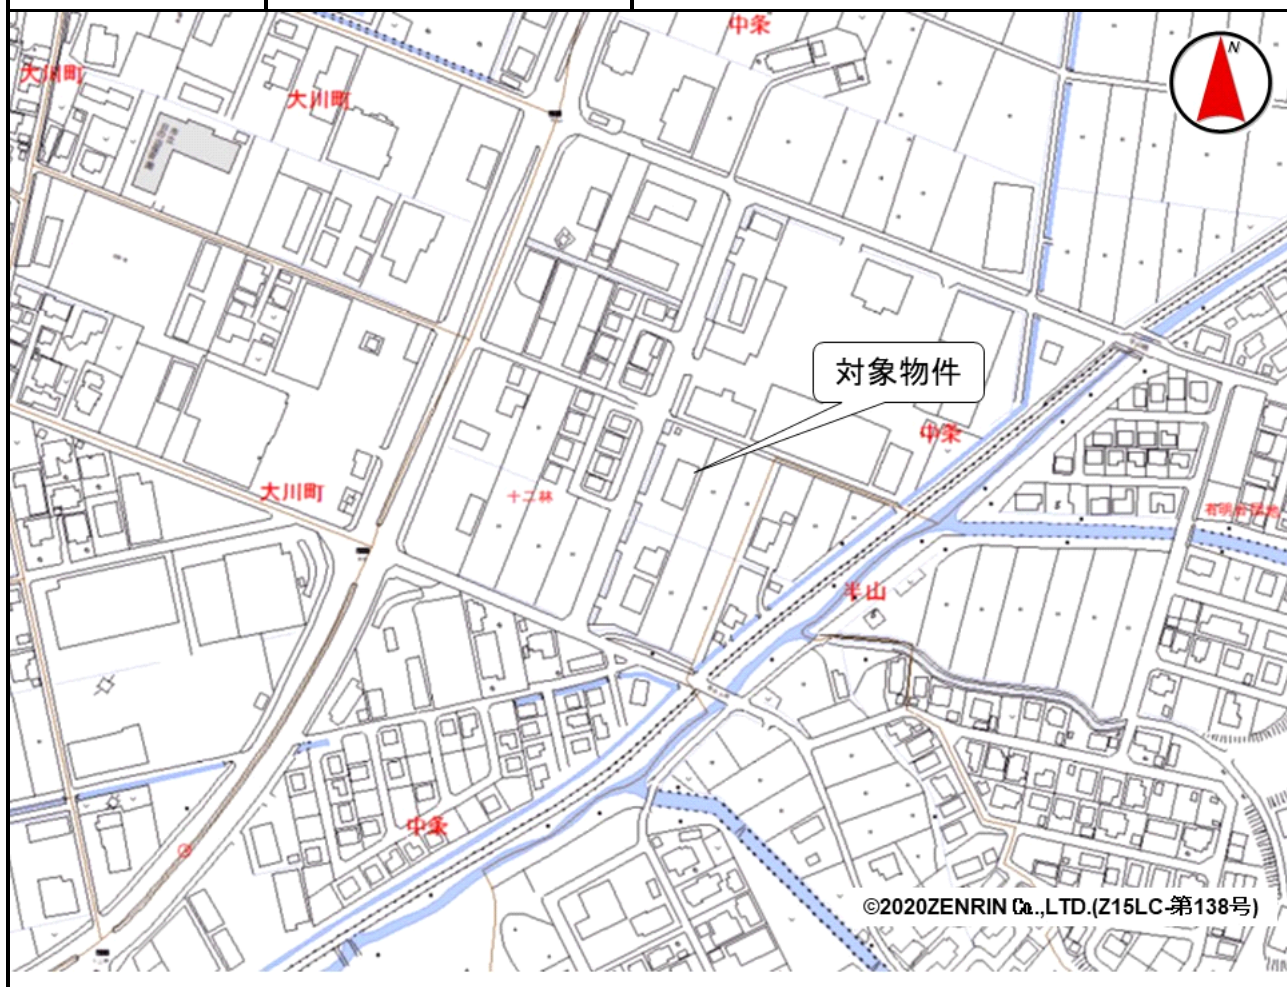 中条
N
大川町
大川町
対象物件
中条
大川町
十二林
半山
中条
©2020ZENRIN Co.,LTD.(Z15LC-第138号)